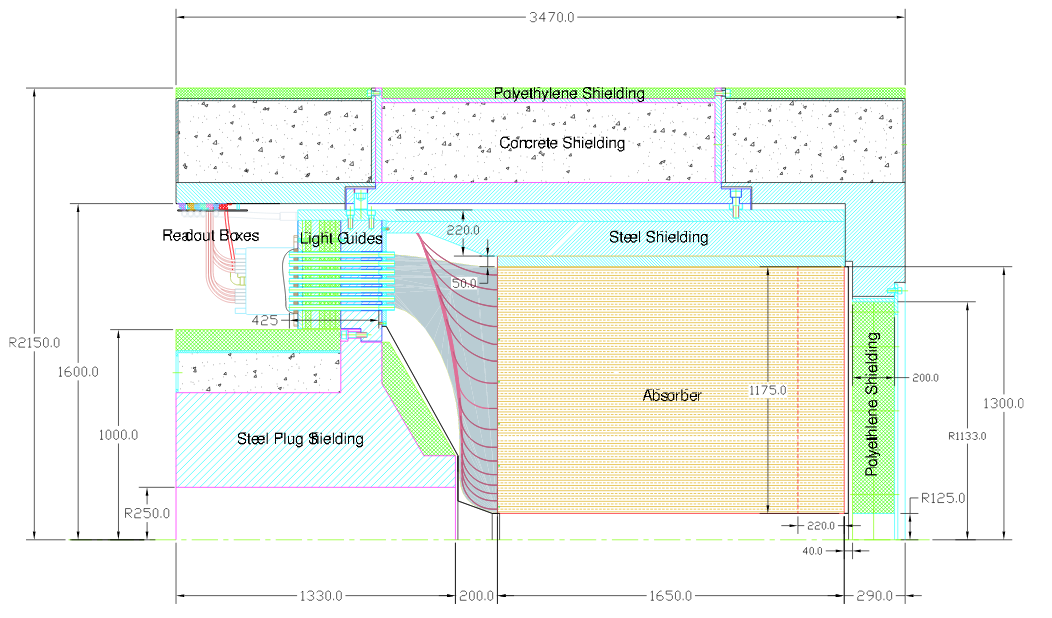 3470.0
Polyethylene Shielding
Concrete Shielding
Readout Boxes
Light Guides
220.0
Steel Shielding
50.0
425
R2150.0
1600.0
1000.0
R250.0
Steel Plug Shielding
Absorber
1175.0
Polyethlene Shielding
200.0
1300.0
R1133.0
R125.0
220.0
40.0
1330.0
200.0
1650.0
290.0